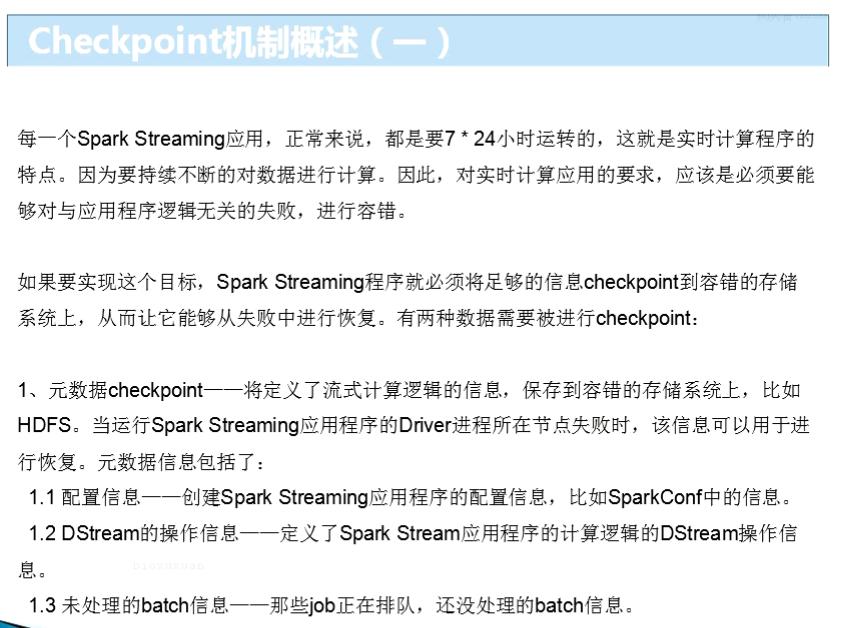 Checkpoint机制概述（一）
每一个Spark Streaming应用，正常来说，都是要7 * 24小时运转的，这就是实时计算程序的
特点。因为要持续不断的对数据进行计算。因此，对实时计算应用的要求，应该是必须要能
够对与应用程序逻辑无关的失败，进行容错。
如果要实现这个目标，Spark Streaming程序就必须将足够的信息checkpoint到容错的存储
系统上，从而让它能够从失败中进行恢复。有两种数据需要被进行checkpoint：
1、元数据checkpoint——将定义了流式计算逻辑的信息，保存到容错的存储系统上，比如
HDFS。当运行Spark Streaming应用程序的Driver进程所在节点失败时，该信息可以用于进
行恢复。元数据信息包括了：
1.1 配置信息——创建Spark Streaming应用程序的配置信息，比如SparkConf中的信息。
1.2 DStream的操作信息——定义了Spark Stream应用程序的计算逻辑的DStream操作信
息。
1.3 未处理的batch信息——那些job正在排队，还没处理的batch信息。